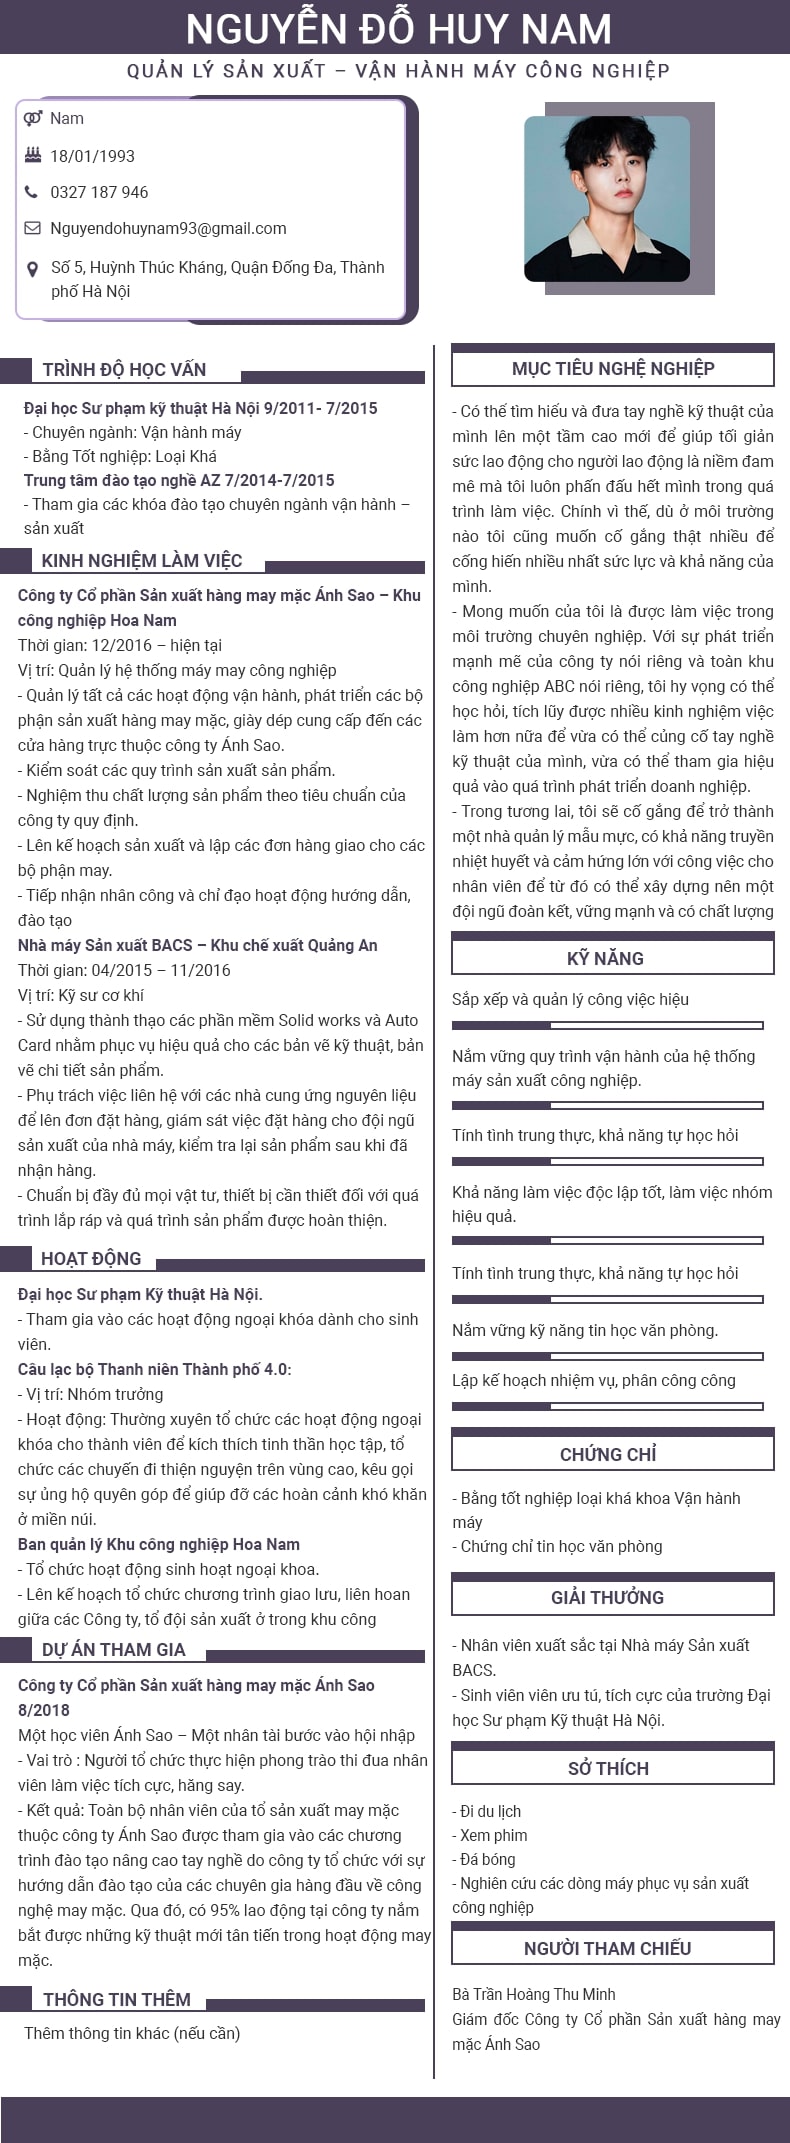 NGUYỄN ĐỖ HUY NAM
QUẢN LÝ SẢN XUẤT – VẬN HÀNH MÁY CÔNG NGHIỆP
Nam
18/01/1993
0327 187 946
Nguyendohuynam93@gmail.com
Số 5, Huỳnh Thúc Kháng, Quận Đống Đa, Thành
phố Hà Nội
TRÌNH ĐỘ HỌC VẤN
Đại học Sư phạm kỹ thuật Hà Nội 9/2011- 7/2015
- Chuyên ngành: Vận hành máy
- Bằng Tốt nghiệp: Loại Khá
Trung tâm đào tạo nghề AZ 7/2014-7/2015
- Tham gia các khóa đào tạo chuyên ngành vận hành –
sản xuất
KINH NGHIỆM LÀM VIỆC
Công ty Cổ phần Sản xuất hàng may mặc Ánh Sao – Khu
công nghiệp Hoa Nam
Thời gian: 12/2016 – hiện tại
Vị trí: Quản lý hệ thống máy may công nghiệp
- Quản lý tất cả các hoạt động vận hành, phát triển các bộ
phận sản xuất hàng may mặc, giày dép cung cấp đến các
cửa hàng trực thuộc công ty Ánh Sao.
- Kiểm soát các quy trình sản xuất sản phẩm.
- Nghiệm thu chất lượng sản phẩm theo tiêu chuẩn của
công ty quy định.
- Lên kế hoạch sản xuất và lập các đơn hàng giao cho các
bộ phận may.
- Tiếp nhận nhân công và chỉ đạo hoạt động hướng dẫn,
đào tạo
Nhà máy Sản xuất BACS – Khu chế xuất Quảng An
Thời gian: 04/2015 – 11/2016
Vị trí: Kỹ sư cơ khí
- Sử dụng thành thạo các phần mềm Solid works và Auto
Card nhằm phục vụ hiệu quả cho các bản vẽ kỹ thuật, bản
vẽ chi tiết sản phẩm.
- Phụ trách việc liên hệ với các nhà cung ứng nguyên liệu
để lên đơn đặt hàng, giám sát việc đặt hàng cho đội ngũ
sản xuất của nhà máy, kiểm tra lại sản phẩm sau khi đã
nhận hàng.
- Chuẩn bị đầy đủ mọi vật tư, thiết bị cần thiết đối với quá
trình lắp ráp và quá trình sản phẩm được hoàn thiện.
HOẠT ĐỘNG
Đại học Sư phạm Kỹ thuật Hà Nội.
- Tham gia vào các hoạt động ngoại khóa dành cho sinh
viên.
Câu lạc bộ Thanh niên Thành phố 4.0:
- Vị trí: Nhóm trưởng
- Hoạt động: Thường xuyên tổ chức các hoạt động ngoại
khóa cho thành viên để kích thích tinh thần học tập, tổ
chức các chuyến đi thiện nguyện trên vùng cao, kêu gọi
sự ủng hộ quyên góp để giúp đỡ các hoàn cảnh khó khăn
ở miền núi.
Ban quản lý Khu công nghiệp Hoa Nam
- Tổ chức hoạt động sinh hoạt ngoại khoa.
- Lên kế hoạch tổ chức chương trình giao lưu, liên hoan
giữa các Công ty, tổ đội sản xuất ở trong khu công
DỰ ÁN THAM GIA
Công ty Cổ phần Sản xuất hàng may mặc Ánh Sao
8/2018
Một học viên Ánh Sao – Một nhân tài bước vào hội nhập
- Vai trò : Người tổ chức thực hiện phong trào thi đua nhân
viên làm việc tích cực, hăng say.
- Kết quả: Toàn bộ nhân viên của tổ sản xuất may mặc
thuộc công ty Ánh Sao được tham gia vào các chương
trình đào tạo nâng cao tay nghề do công ty tổ chức với sự
hướng dẫn đào tạo của các chuyên gia hàng đầu về công
nghệ may mặc. Qua đó, có 95% lao động tại công ty nắm
bắt được những kỹ thuật mới tân tiến trong hoạt động may
mặc.
THÔNG TIN THÊM
Thêm thông tin khác (nếu cần)
MỤC TIÊU NGHỆ NGHIỆP
- Có thế tìm hiếu và đưa tay nghề kỹ thuật của
mình lên một tầm cao mới để giúp tối giản
sức lao động cho người lao động là niềm đam
mê mà tôi luôn phấn đấu hết mình trong quá
trình làm việc. Chính vì thế, dù ở môi trường
nào tôi cũng muốn cố gắng thật nhiều để
cống hiến nhiều nhất sức lực và khả năng của
mình.
- Mong muốn của tôi là được làm việc trong
môi trường chuyên nghiệp. Với sự phát triển
mạnh mẽ của công ty nói riêng và toàn khu
công nghiệp ABC nói riêng, tôi hy vọng có thể
học hỏi, tích lũy được nhiều kinh nghiệm việc
làm hơn nữa để vừa có thể củng cố tay nghề
kỹ thuật của mình, vừa có thể tham gia hiệu
quả vào quá trình phát triển doanh nghiệp.
- Trong tương lai, tôi sẽ cố gắng để trở thành
một nhà quản lý mẫu mực, có khả năng truyền
nhiệt huyết và cảm hứng lớn với công việc cho
nhân viên để từ đó có thể xây dựng nên một
đội ngũ đoàn kết, vững mạnh và có chất lượng
KỸ NĂNG
Sắp xếp và quản lý công việc hiệu
Nắm vững quy trình vận hành của hệ thống
máy sản xuất công nghiệp.
Tính tình trung thực, khả năng tự học hỏi
Khả năng làm việc độc lập tốt, làm việc nhóm
hiệu quả.
Tính tình trung thực, khả năng tự học hỏi
Nắm vững kỹ năng tin học văn phòng.
Lập kế hoạch nhiệm vụ, phân công công
CHỨNG CHỈ
- Bằng tốt nghiệp loại khá khoa Vận hành
máy
- Chứng chỉ tin học văn phòng
GIẢI THƯỞNG
- Nhân viên xuất sắc tại Nhà máy Sản xuất
BACS.
- Sinh viên viên ưu tú, tích cực của trường Đại
học Sư phạm Kỹ thuật Hà Nội.
SỞ THÍCH
- Đi du lịch
- Xem phim
- Đá bóng
- Nghiên cứu các dòng máy phục vụ sản xuất
công nghiệp
NGƯỜI THAM CHIẾU
Bà Trần Hoàng Thu Minh
Giám đốc Công ty Cổ phần Sản xuất hàng may
mặc Ánh Sao